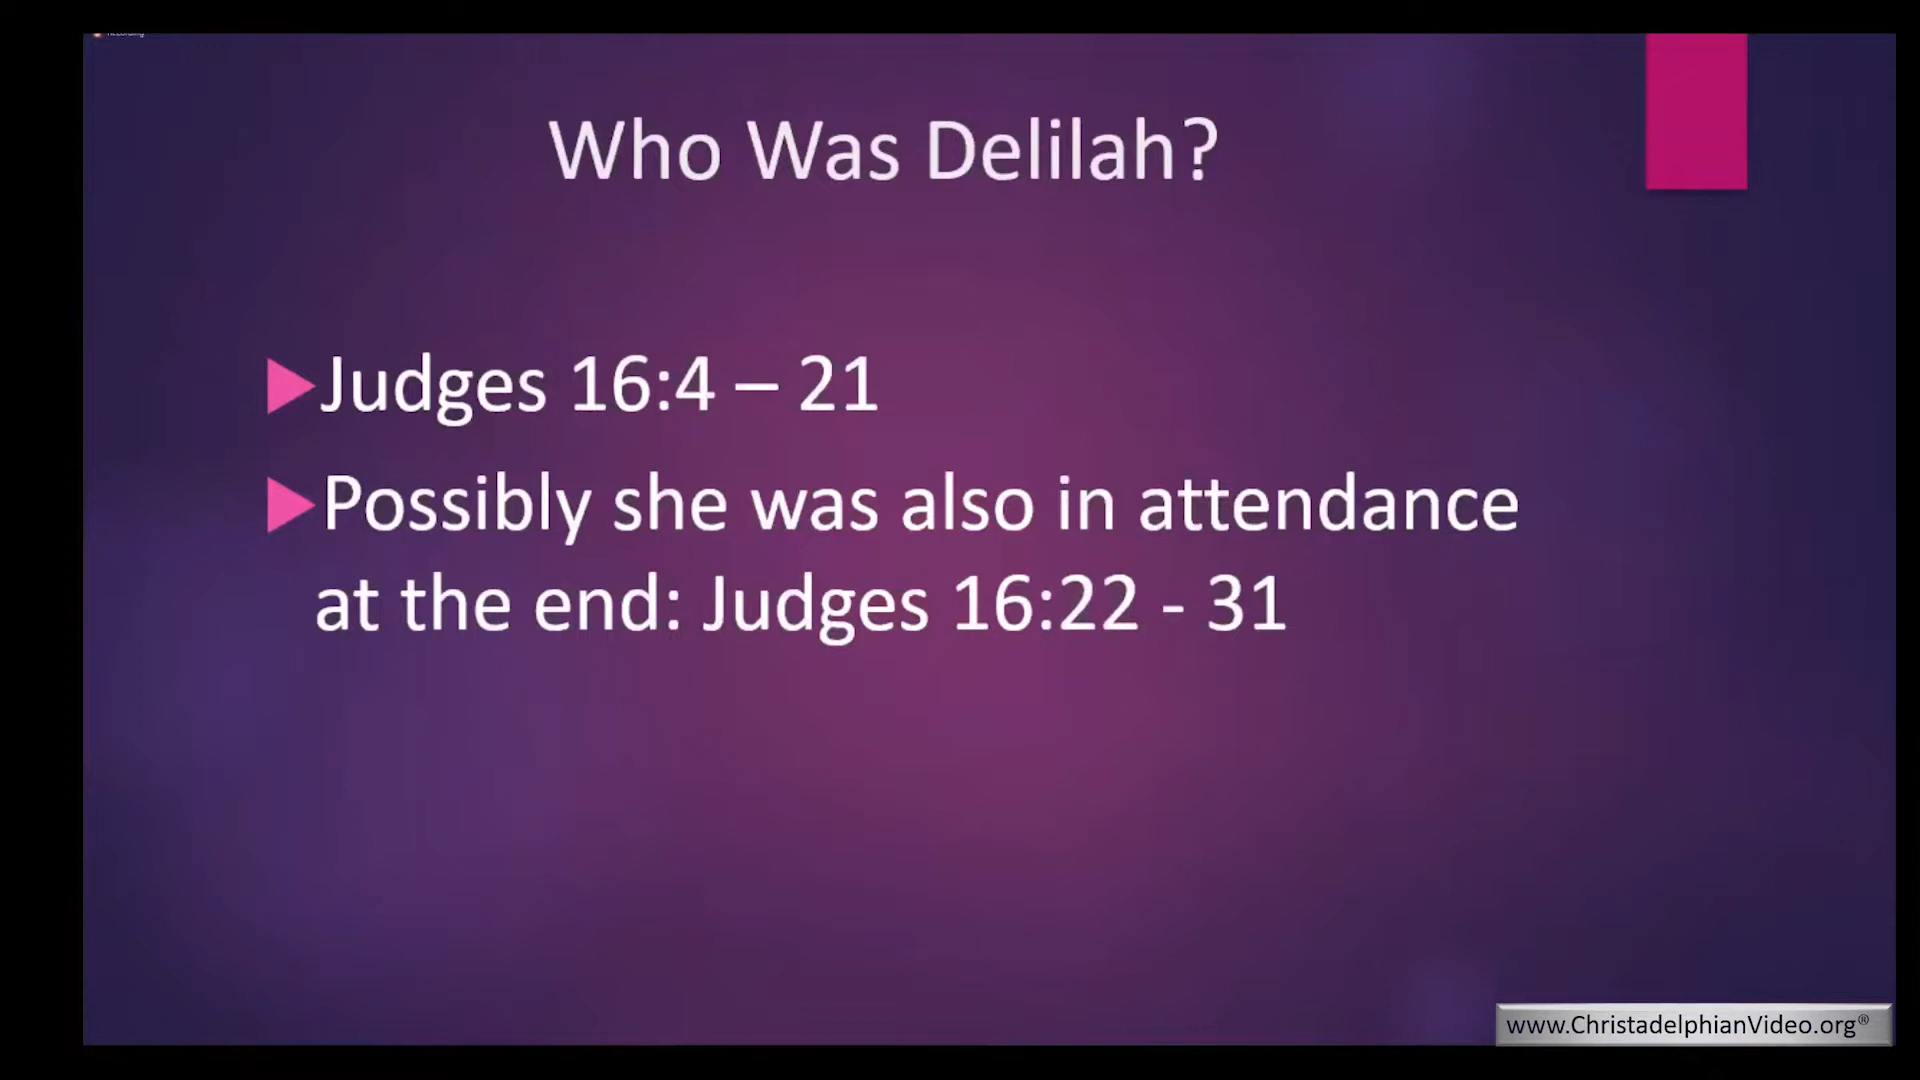 Who Was Delilah?
Judges 16:4 – 21
Possibly she was also in attendance
at the end: Judges 16:22 - 31
www.ChristadelphianVideo.org®